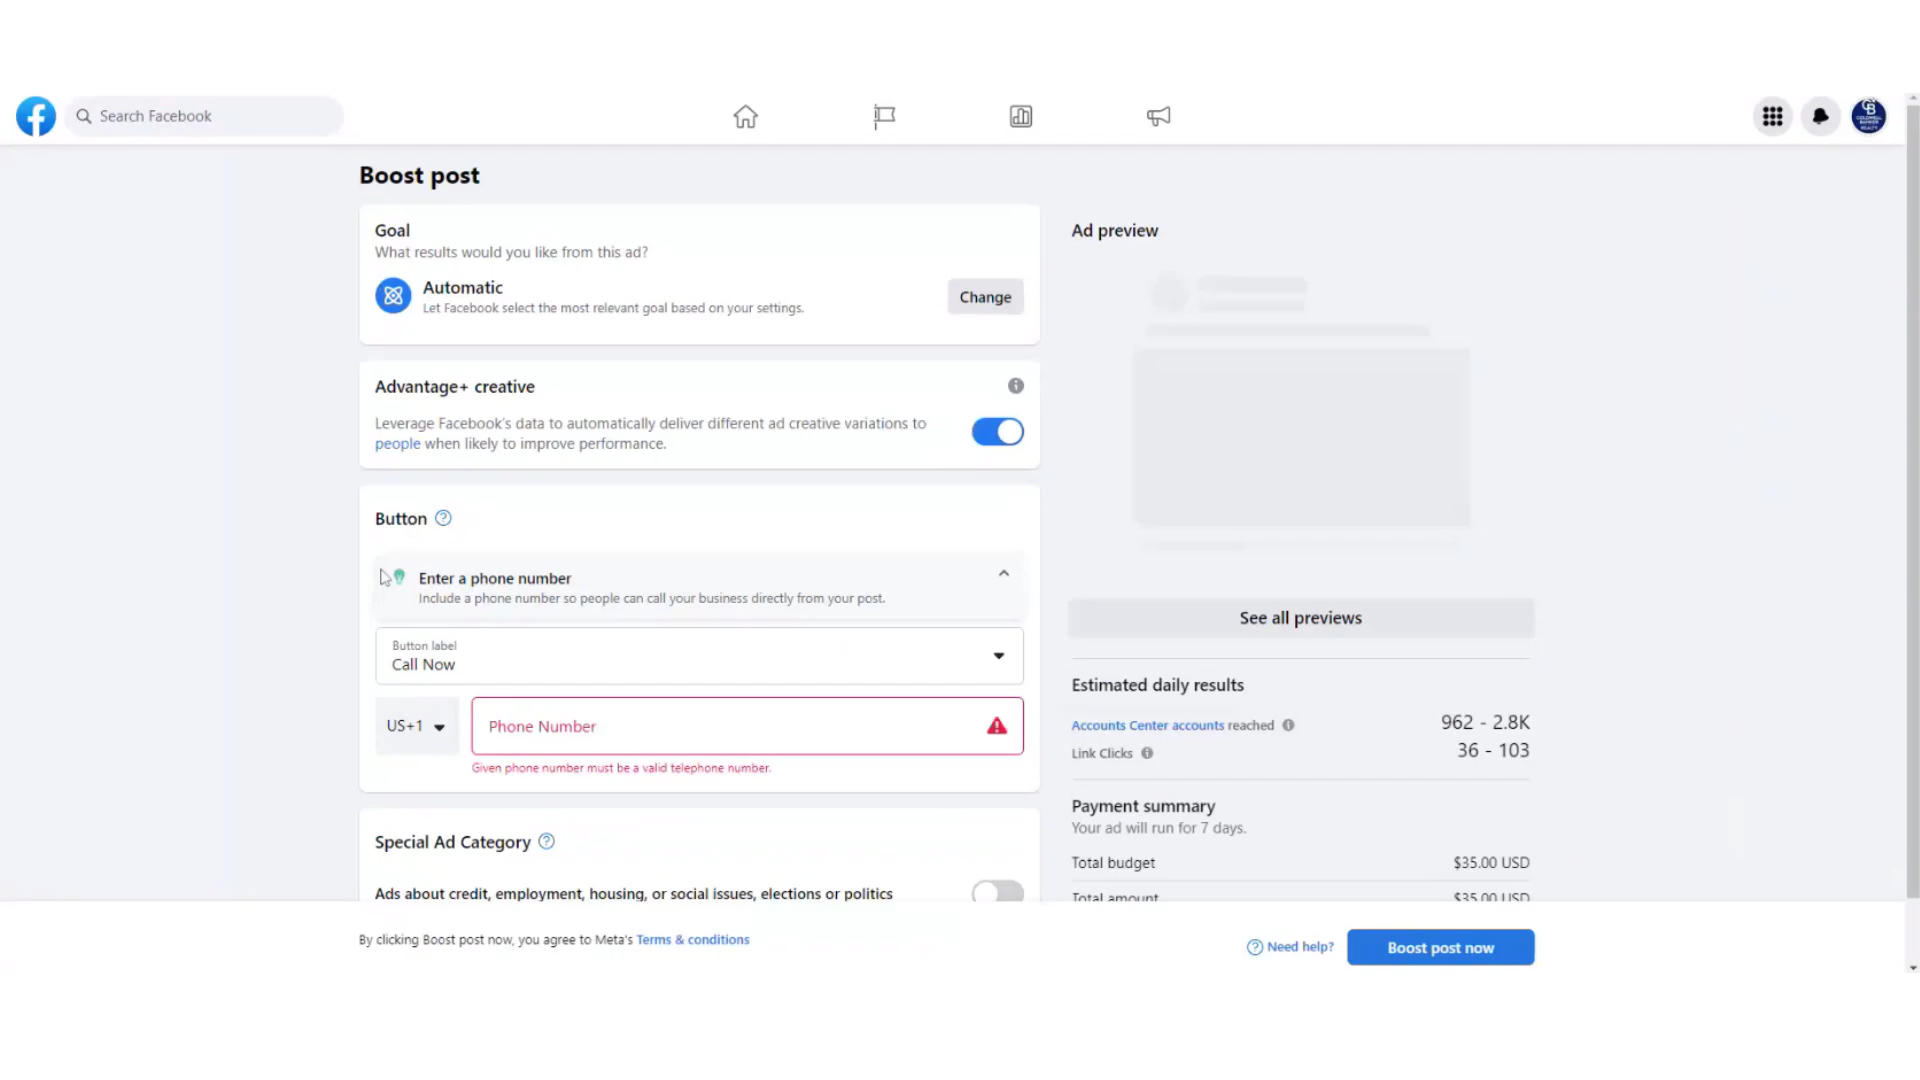 Search Facebook
Boost post
Goal
What results would you like from this ad?
Automatic
Let Facebook select the most relevant goal based on your settings.
Change
Advantage+ creative
Leverage Facebook's data to automatically deliver different ad creative variations to
people when likely to improve performance.
Button
Enter a phone number
Include a phone number so people can call your business directly from your post.
Button label
Call Now
US+1
Phone Number
Given phone number must be a valid telephone number.
Special Ad Category
Ads about credit, employment, housing, or social issues, elections or politics
Ad preview
See all previews
Estimated daily results
Accounts Center accounts reached 962 - 2.8K
Link Clicks 36 - 103
Payment summary
Your ad will run for 7 days.
Total budget $35.00 USD
Total amount $35.00 USD
By clicking Boost post now, you agree to Meta's Terms & conditions
Need help?
Boost post now